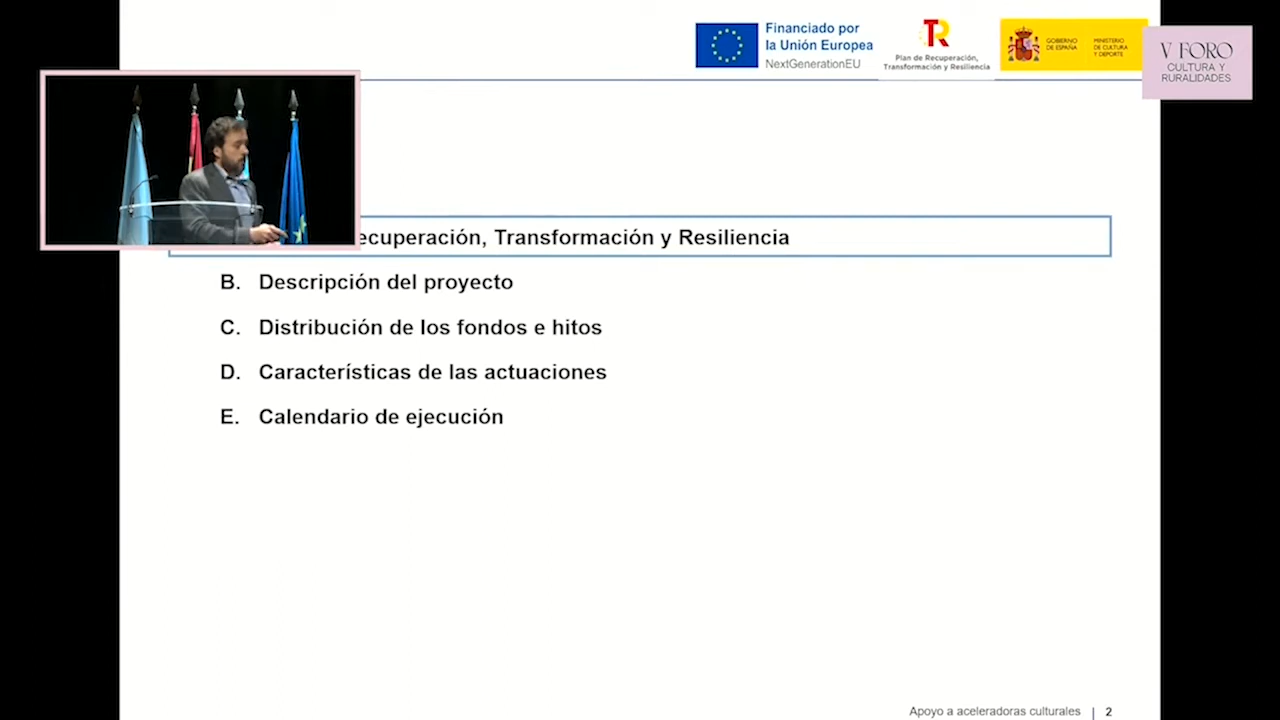 Financiado por
la Unión Europea
NextGenerationEU
Plan de Recuperación,
Transformación y Resiliencia
GOBIERNO
DE ESPAÑA
MINISTERIO
DE CULTURA
Y DEPORTE
V FORO
CULTURA Y
RURALIDADES
ecuperación, Transformación y Resiliencia
B. Descripción del proyecto
C. Distribución de los fondos e hitos
D. Características de las actuaciones
E. Calendario de ejecución
Apoyo a aceleradoras culturales | 2